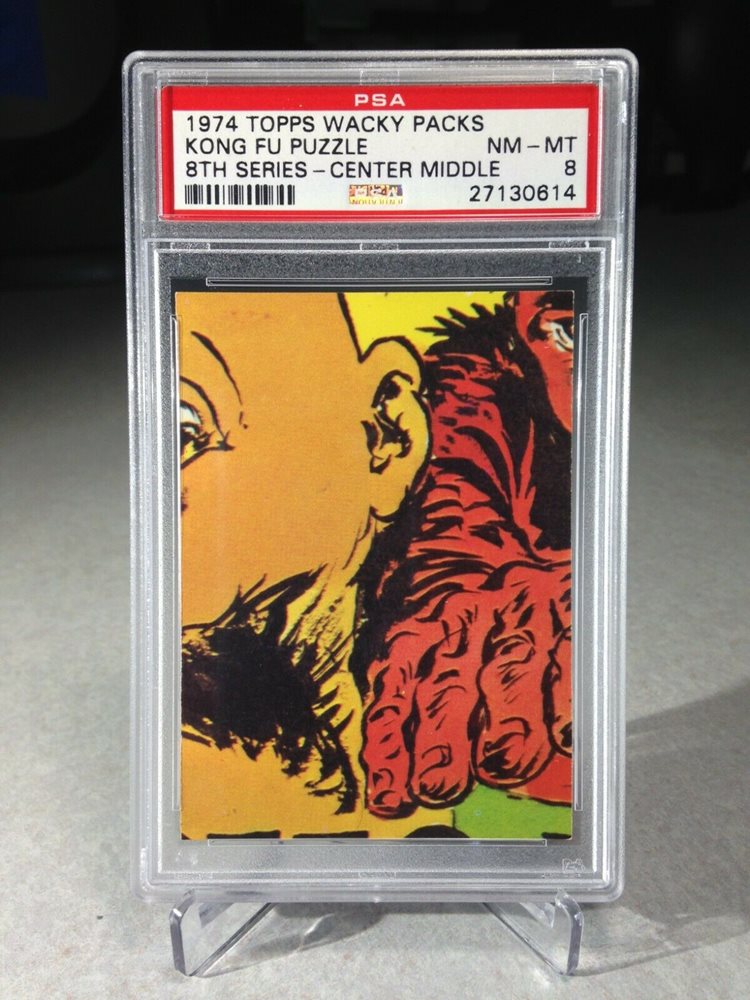 PSA
1974 TOPPS WACKY PACKS
KONG FU PUZZLE NM-MT
8TH SERIES-CENTER MIDDLE 8
27130614